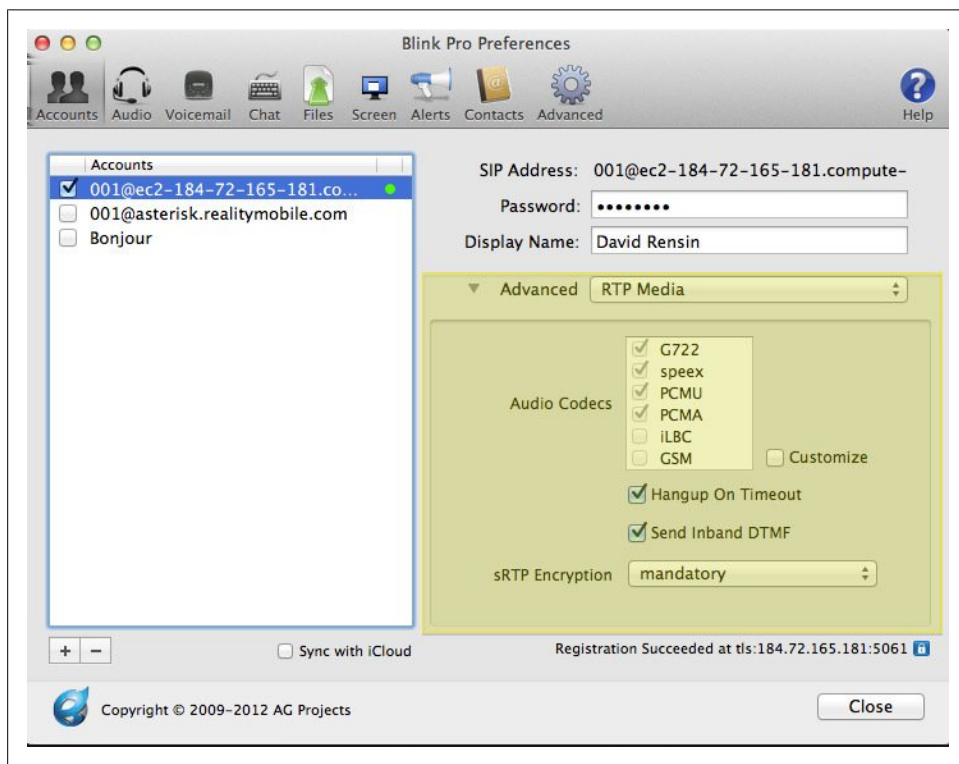 Blink Pro Preferences
Accounts Audio Voicemail Chat Files Screen Alerts Contacts Advanced Help
Accounts
001@ec2-184-72-165-181.co...
001@asterisk.realitymobile.com
Bonjour
SIP Address: 001@ec2-184-72-165-181.compute-
Password: ••••••••
Display Name: David Rensin
Advanced RTP Media
Audio Codecs
G722
speex
PCMU
PCMA
iLBC
GSM
Customize
Hangup On Timeout
Send Inband DTMF
sRTP Encryption mandatory
Sync with iCloud
Registration Succeeded at tls:184.72.165.181:5061
Copyright © 2009-2012 AG Projects
Close